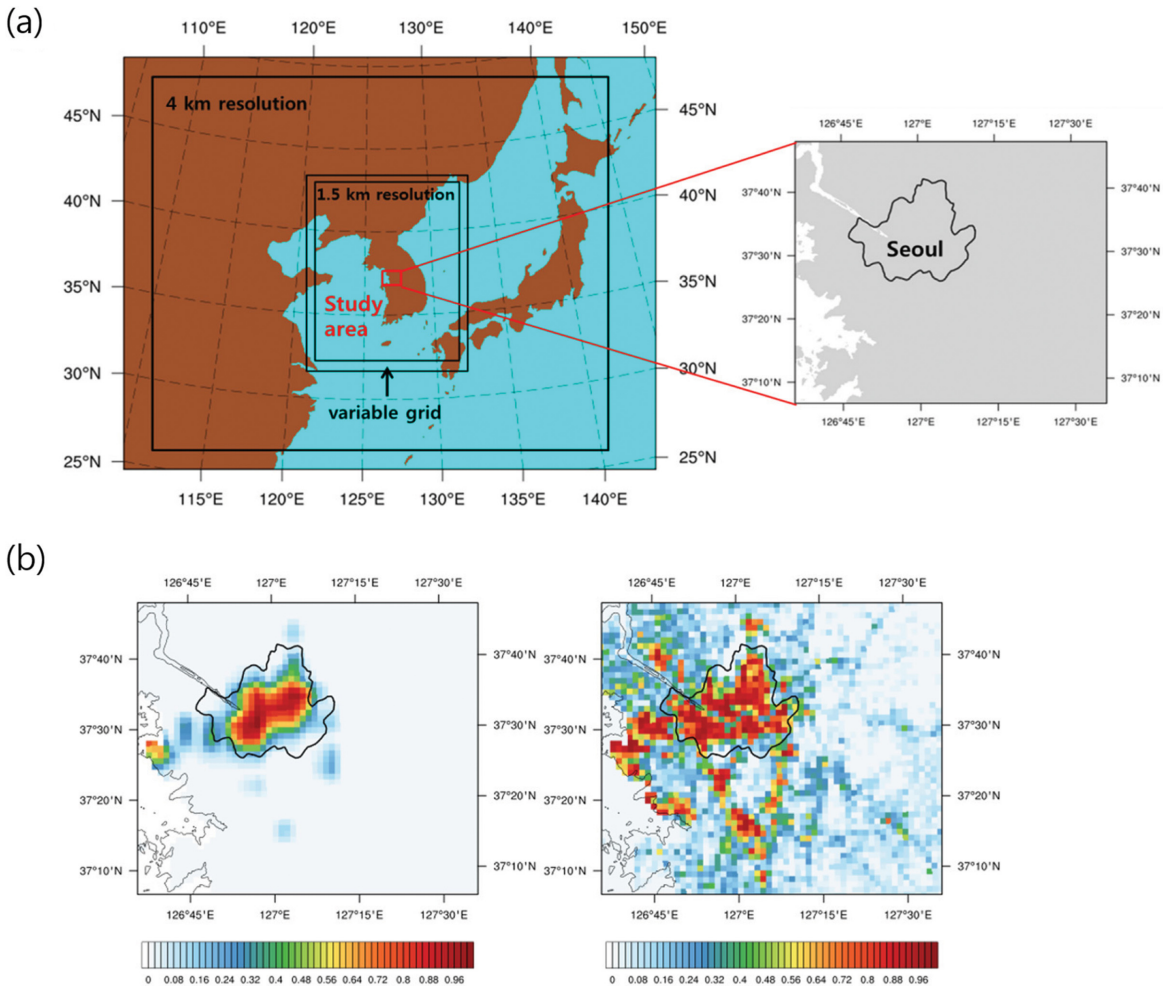 (a)
110°E 120°E 130°E 140°E 150°E
45°N 4 km resolution 45°N
40°N 1.5 km resolution 40°N
35°N Study area 35°N
30°N variable grid 30°N
25°N 25°N
115°E 120°E 125°E 130°E 135°E 140°E
126°45'E 127°E 127°15'E 127°30'E
37°40'N 37°40'N
37°30'N Seoul 37°30'N
37°20'N 37°20'N
37°10'N 37°10'N
126°45'E 127°E 127°15'E 127°30'E
(b)
126°45'E 127°E 127°15'E 127°30'E
37°40'N 37°40'N
37°30'N 37°30'N
37°20'N 37°20'N
37°10'N 37°10'N
126°45'E 127°E 127°15'E 127°30'E
0 0.08 0.16 0.24 0.32 0.4 0.48 0.56 0.64 0.72 0.8 0.88 0.96
126°45'E 127°E 127°15'E 127°30'E
37°40'N 37°40'N
37°30'N 37°30'N
37°20'N 37°20'N
37°10'N 37°10'N
126°45'E 127°E 127°15'E 127°30'E
0 0.08 0.16 0.24 0.32 0.4 0.48 0.56 0.64 0.72 0.8 0.88 0.96